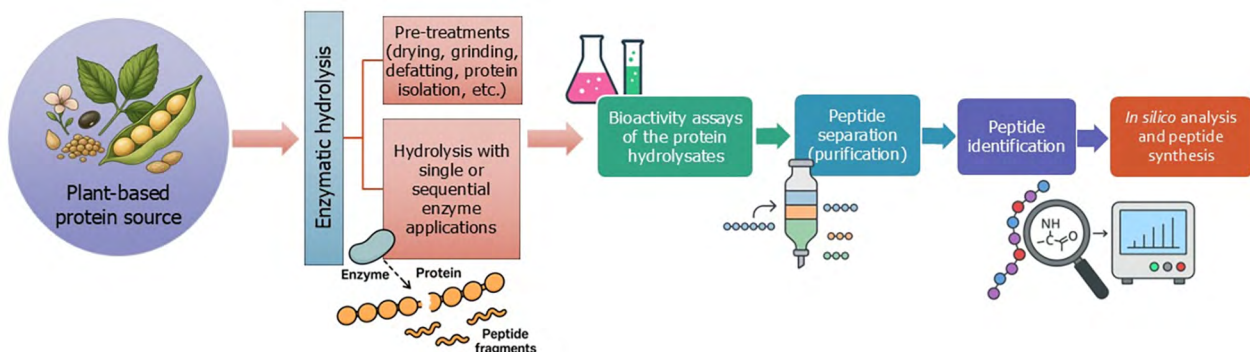 Plant-based
protein source
Enzymatic hydrolysis
Pre-treatments
(drying, grinding,
defatting, protein
isolation, etc.)
Hydrolysis with
single or
sequential
enzyme
applications
Enzyme
Protein
Peptide
fragments
Bioactivity assays
of the protein
hydrolysates
Peptide
separation
(purification)
Peptide
identification
NH
C
O
In silico analysis
and peptide
synthesis